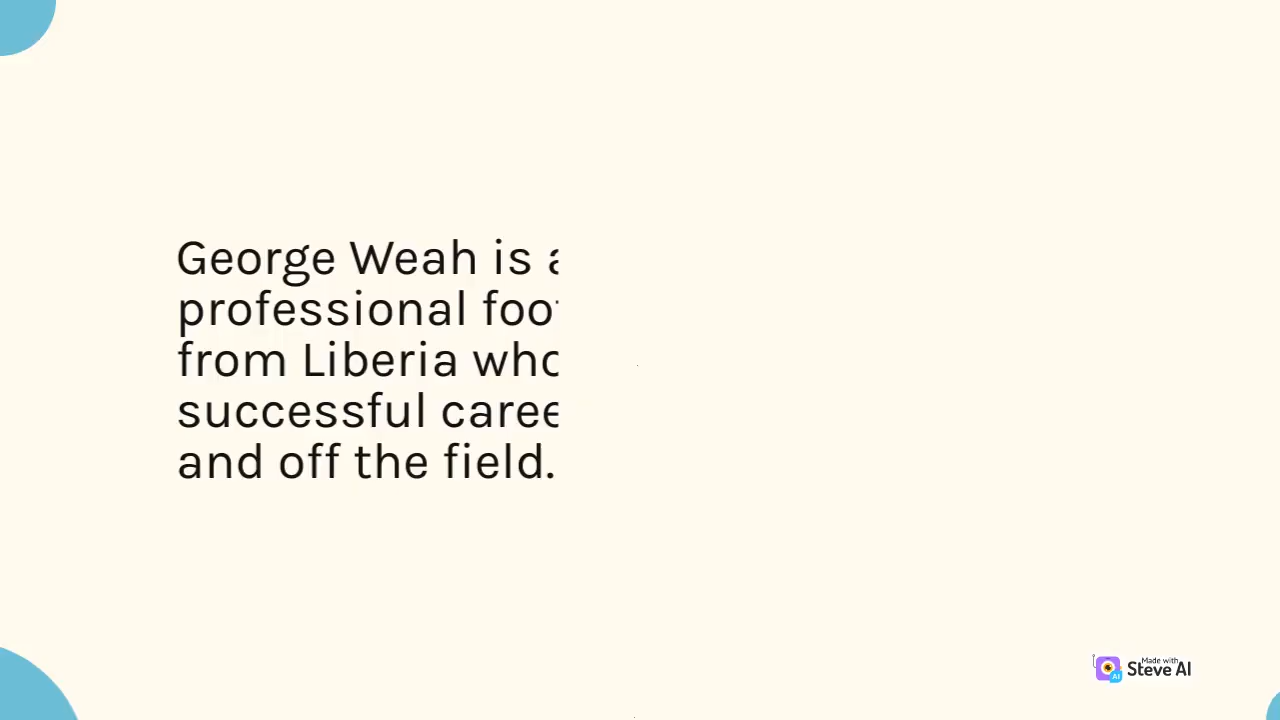 George Weah is
professional
from Liberia
successful
and off the field.
Made with
Steve AI